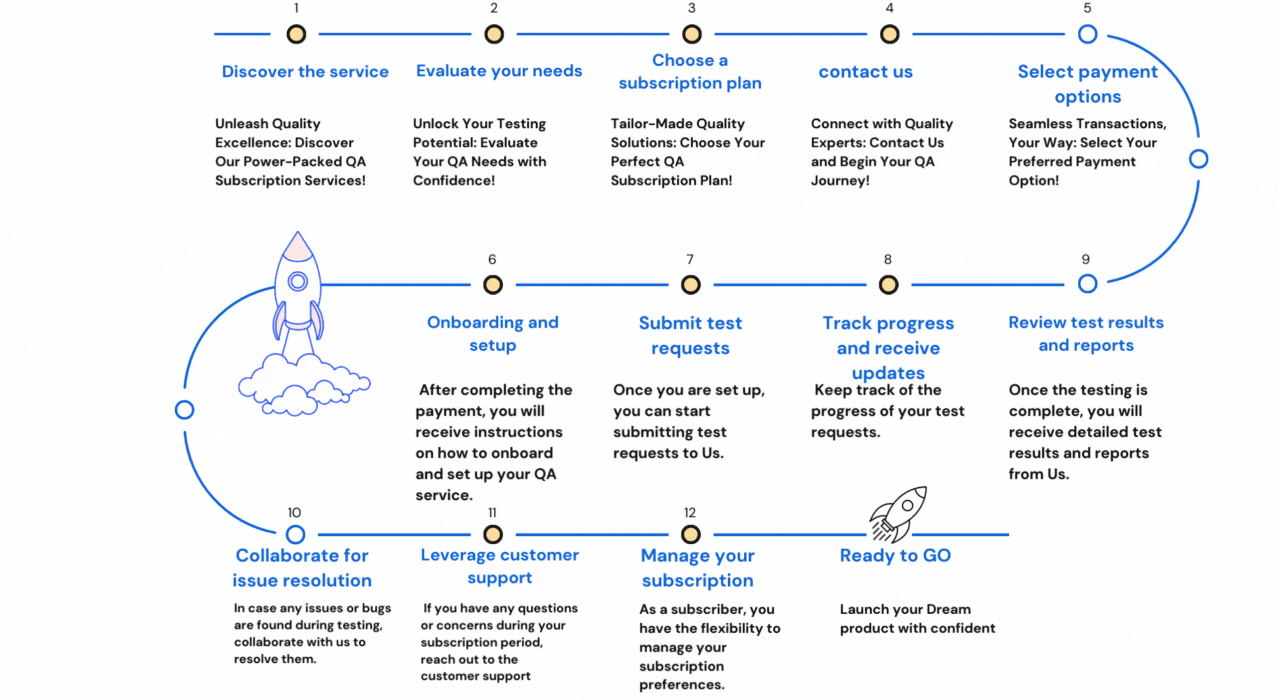 1
Discover the service
Unleash Quality
Excellence: Discover
Our Power-Packed QA
Subscription Services!
2
Evaluate your needs
Unlock Your Testing
Potential: Evaluate
Your QA Needs with
Confidence!
3
Choose a
subscription plan
Tailor-Made Quality
Solutions: Choose Your
Perfect QA
Subscription Plan!
4
contact us
Connect with Quality
Experts: Contact Us
and Begin Your QA
Journey!
5
Select payment
options
Seamless Transactions,
Your Way: Select Your
Preferred Payment
Option!
6
Onboarding and
setup
After completing the
payment, you will
receive instructions
on how to onboard
and set up your QA
service.
7
Submit test
requests
Once you are set up,
you can start
submitting test
requests to Us.
8
Track progress
and receive
updates
Keep track of the
progress of your test
requests.
9
Review test results
and reports
Once the testing is
complete, you will
receive detailed test
results and reports
from Us.
10
Collaborate for
issue resolution
In case any issues or bugs
are found during testing,
collaborate with us to
resolve them.
11
Leverage customer
support
If you have any questions
or concerns during your
subscription period,
reach out to the
customer support
12
Manage your
subscription
As a subscriber, you
have the flexibility to
manage your
subscription
preferences.
Ready to GO
Launch your Dream
product with confident